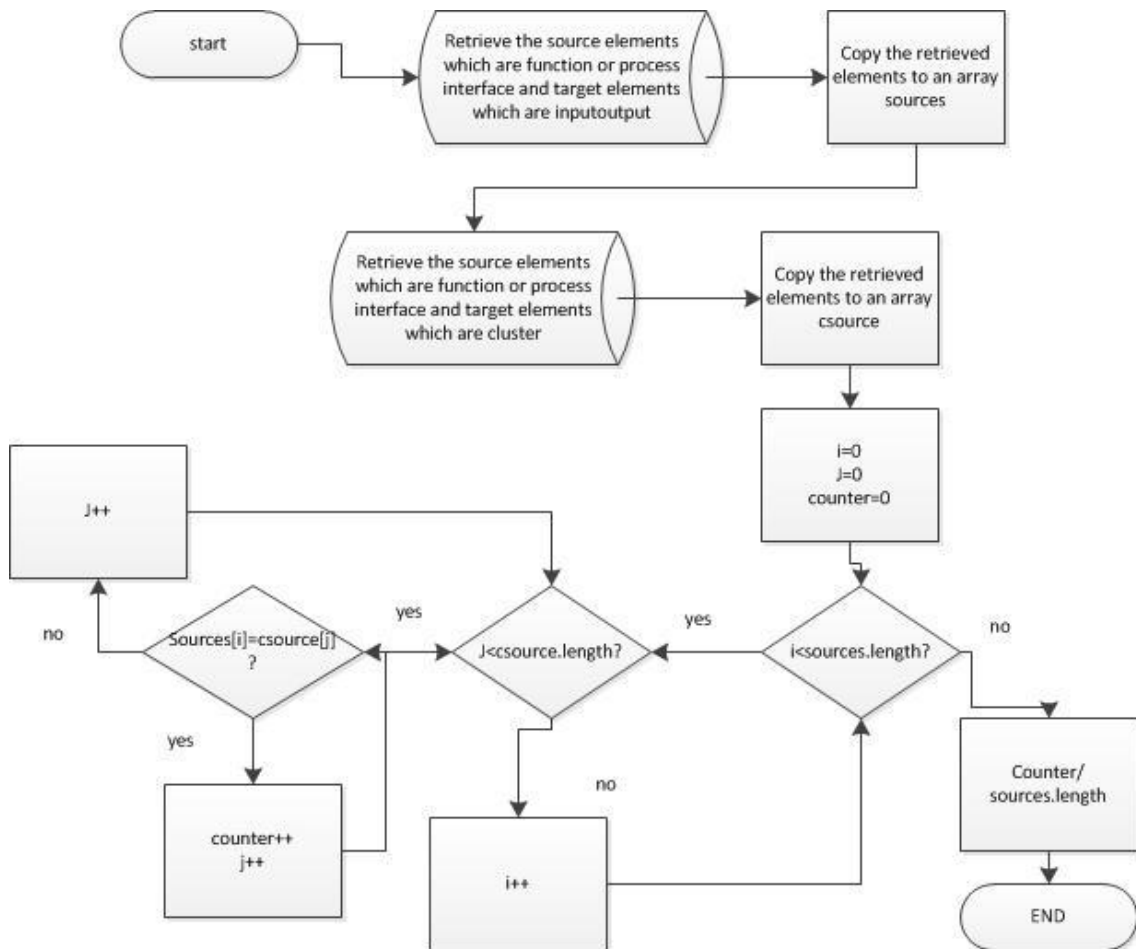 start
Retrieve the source elements
which are function or process
interface and target elements
which are inputoutput
Copy the retrieved
elements to an array
sources
Retrieve the source elements
which are function or process
interface and target elements
which are cluster
Copy the retrieved
elements to an array
csource
i=0
J=0
counter=0
J++
no
Sources[i]=csource[j]
?
yes
J<csource.length?
yes
i<sources.length?
no
yes
counter++
j++
no
i++
Counter/
sources.length
END